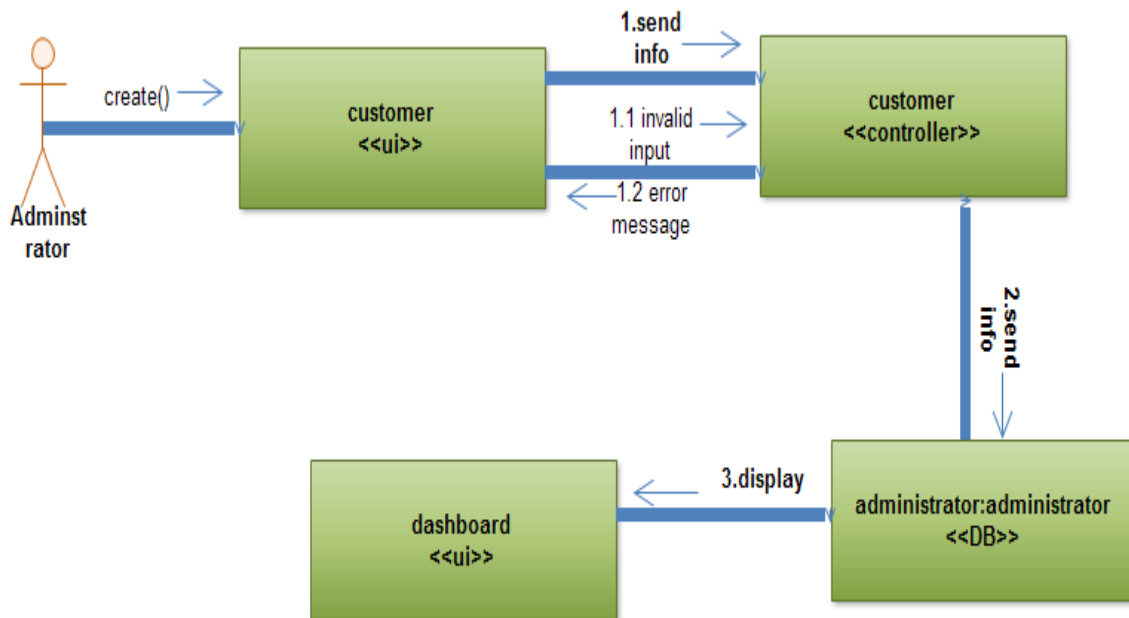 Adminst
rator
create()
customer
<<ui>>
1.send
info
1.1 invalid
input
1.2 error
message
customer
<<controller>>
2.send
info
administrator:administrator
<<DB>>
3.display
dashboard
<<ui>>